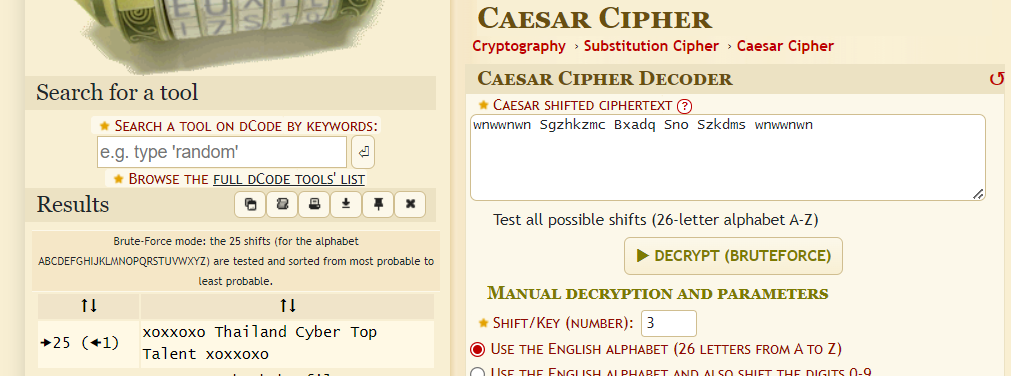 Search for a tool
★ SEARCH A TOOL ON DCODE BY KEYWORDS:
e.g. type 'random'
★ BROWSE THE FULL DCODE TOOLS' LIST
Results
Brute-Force mode: the 25 shifts (for the alphabet
ABCDEFGHIJKLMNOPQRSTUVWXYZ) are tested and sorted from most probable to
least probable.
↑↓ ↑↓
➔25 (🡰1) xoxxoxo Thailand Cyber Top
Talent xoxxoxo
CAESAR CIPHER
Cryptography › Substitution Cipher › Caesar Cipher
CAESAR CIPHER DECODER
★ CAESAR SHIFTED CIPHERTEXT ?
wnwwnwn Sgzhkzmc Bxadq Sno Szkdms wnwwnwn
Test all possible shifts (26-letter alphabet A-Z)
▶ DECRYPT (BRUTEFORCE)
MANUAL DECRYPTION AND PARAMETERS
★ SHIFT/KEY (NUMBER): 3
USE THE ENGLISH ALPHABET (26 LETTERS FROM A TO Z)
USE THE ENGLISH ALPHABET AND ALSO SHIFT THE DIGITS 0-9